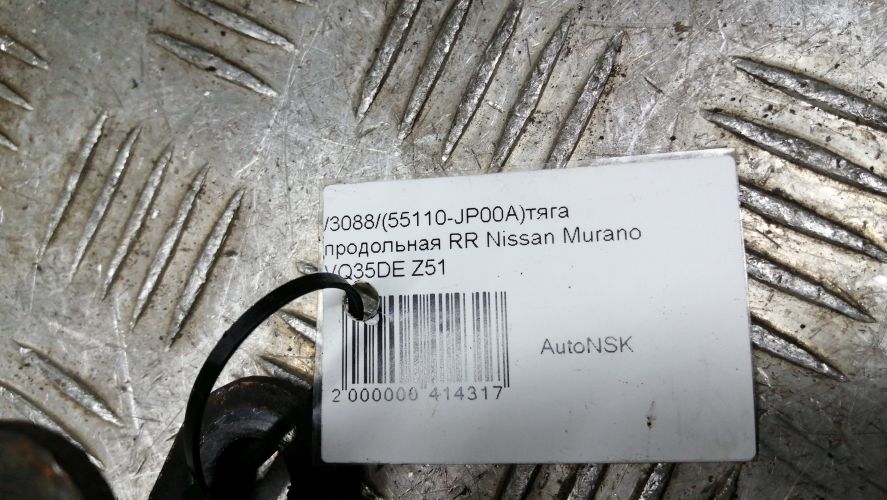 /3088/(55110-JP00A)тяга
продольная RR Nissan Murano
VQ35DE Z51
AutoNSK
2 000000 414317